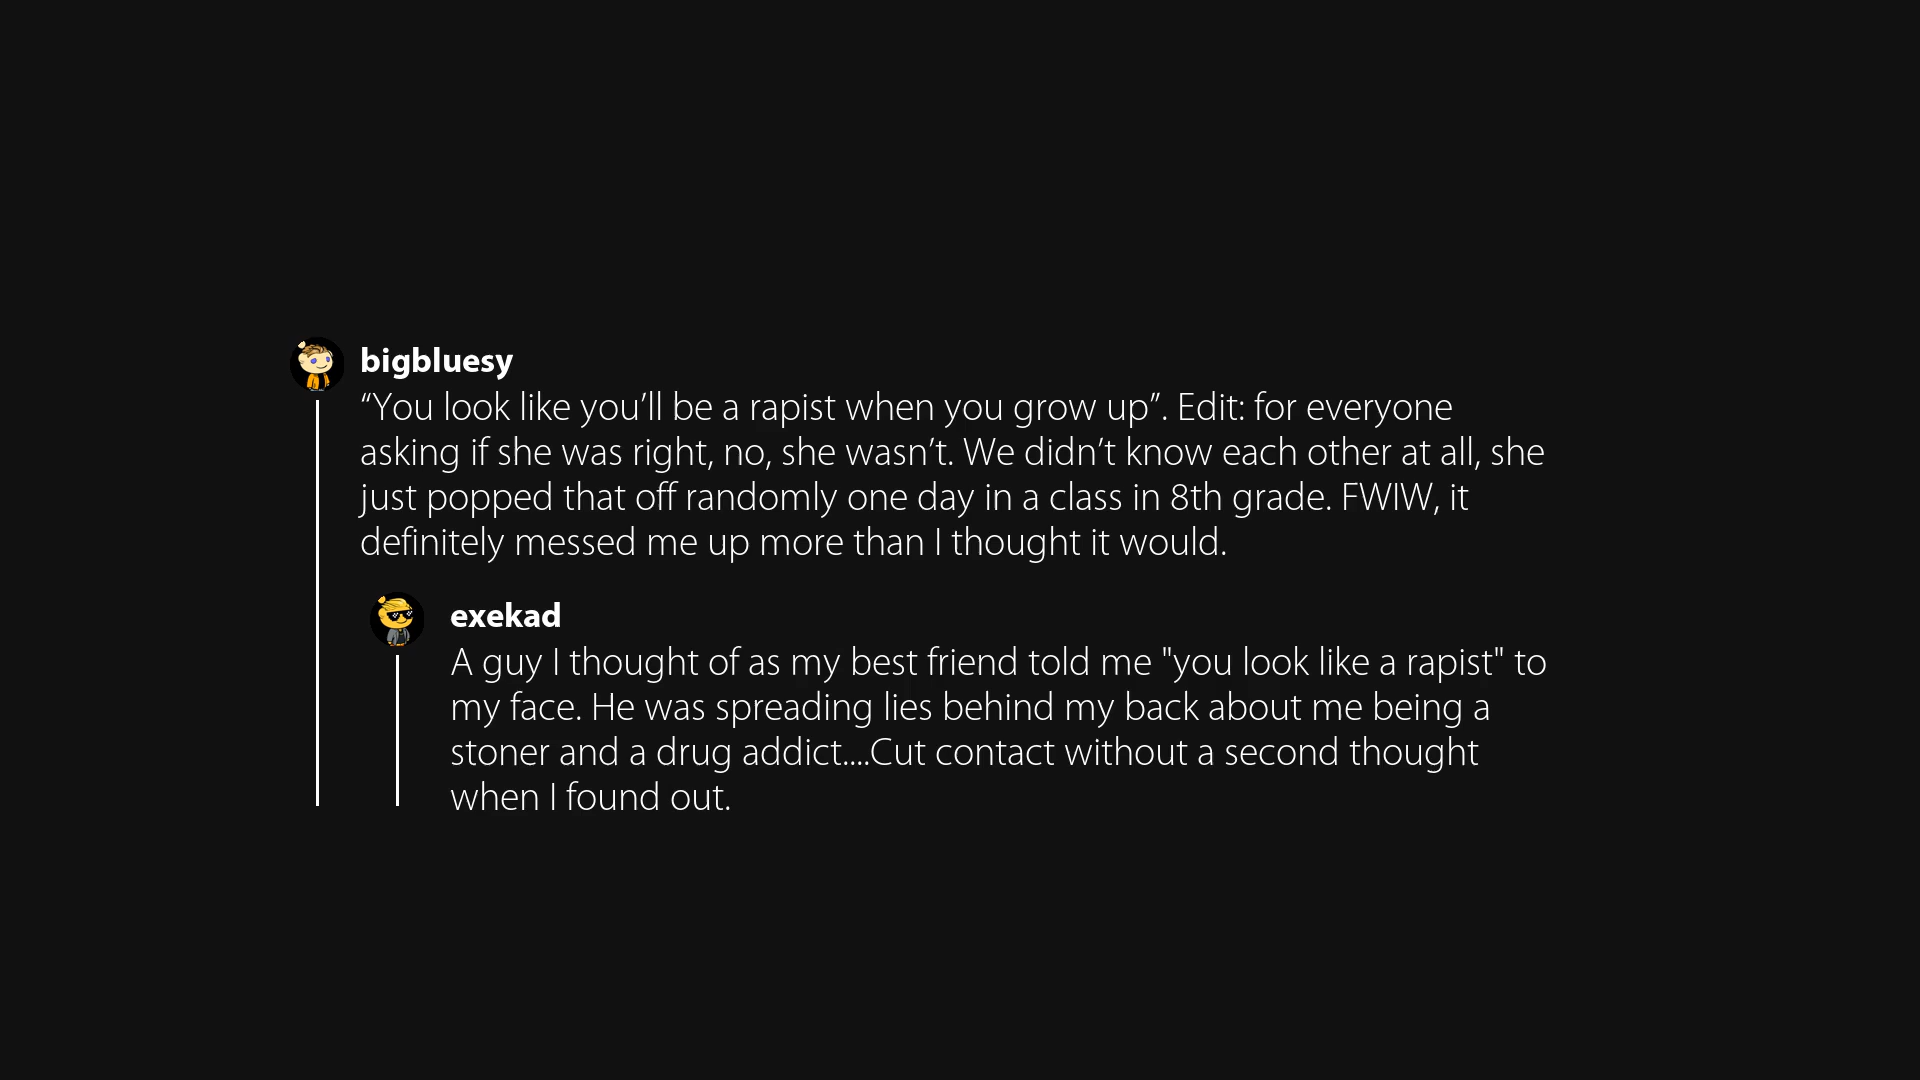 bigbluesy
“You look like you’ll be a rapist when you grow up”. Edit: for everyone
asking if she was right, no, she wasn’t. We didn’t know each other at all, she
just popped that off randomly one day in a class in 8th grade. FWIW, it
definitely messed me up more than I thought it would.
exekad
A guy I thought of as my best friend told me "you look like a rapist" to
my face. He was spreading lies behind my back about me being a
stoner and a drug addict....Cut contact without a second thought
when I found out.